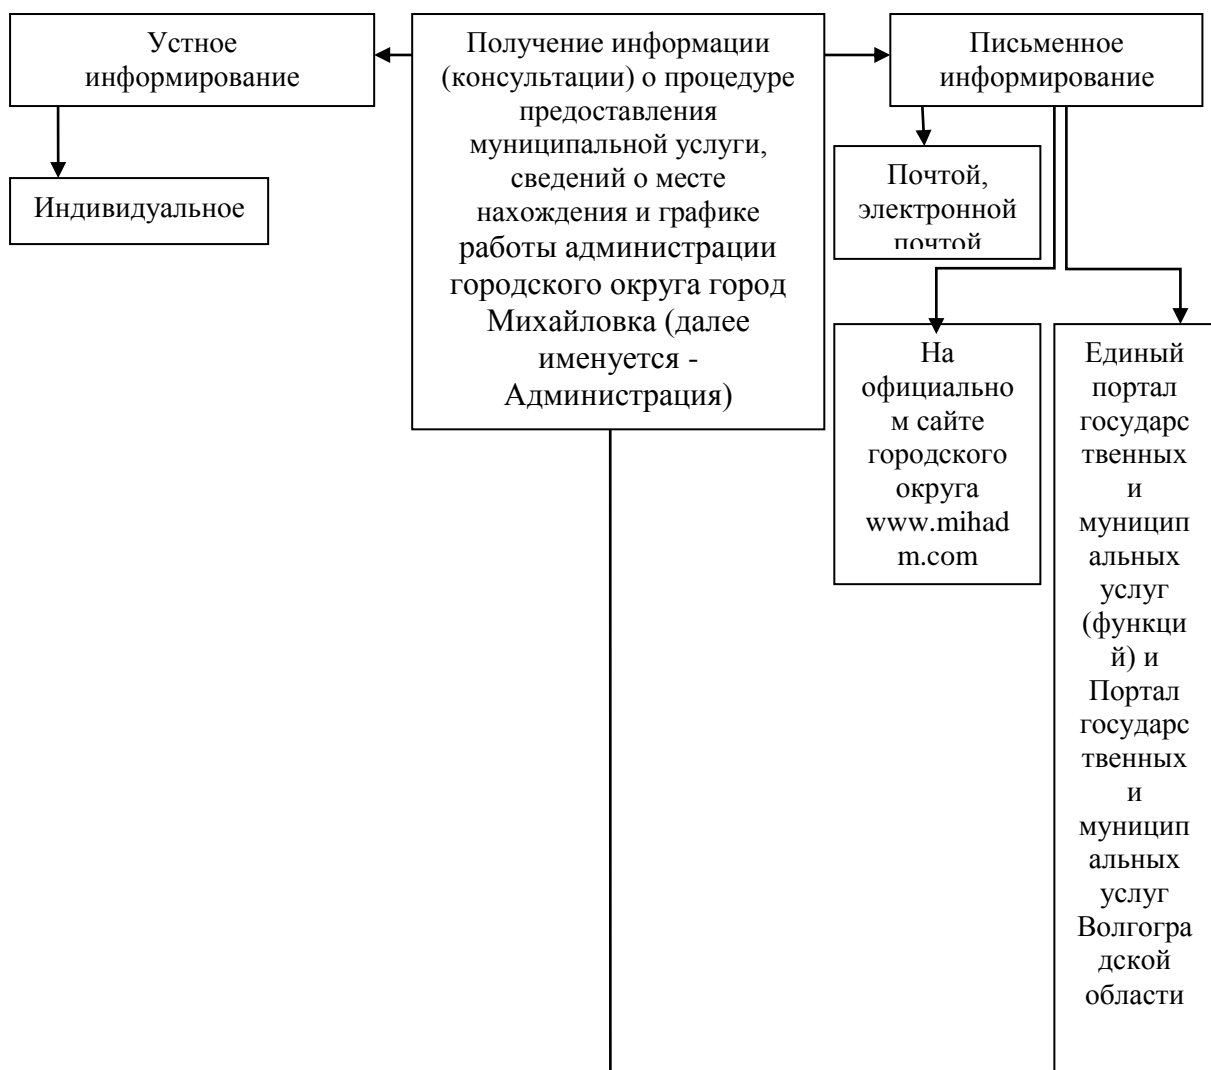 Устное
информирование
Индивидуальное
Получение информации
(консультации) о процедуре
предоставления
муниципальной услуги,
сведений о месте
нахождения и графике
работы администрации
городского округа город
Михайловка (далее
именуется -
Администрация)
Письменное
информирование
Почтой,
электронной
почтой
На
официально
м сайте
городского
округа
www.mihad
m.com
Единый
портал
государс
твенных
и
муницип
альных
услуг
(функци
й) и
Портал
государс
твенных
и
муницип
альных
услуг
Волгогра
дской
области